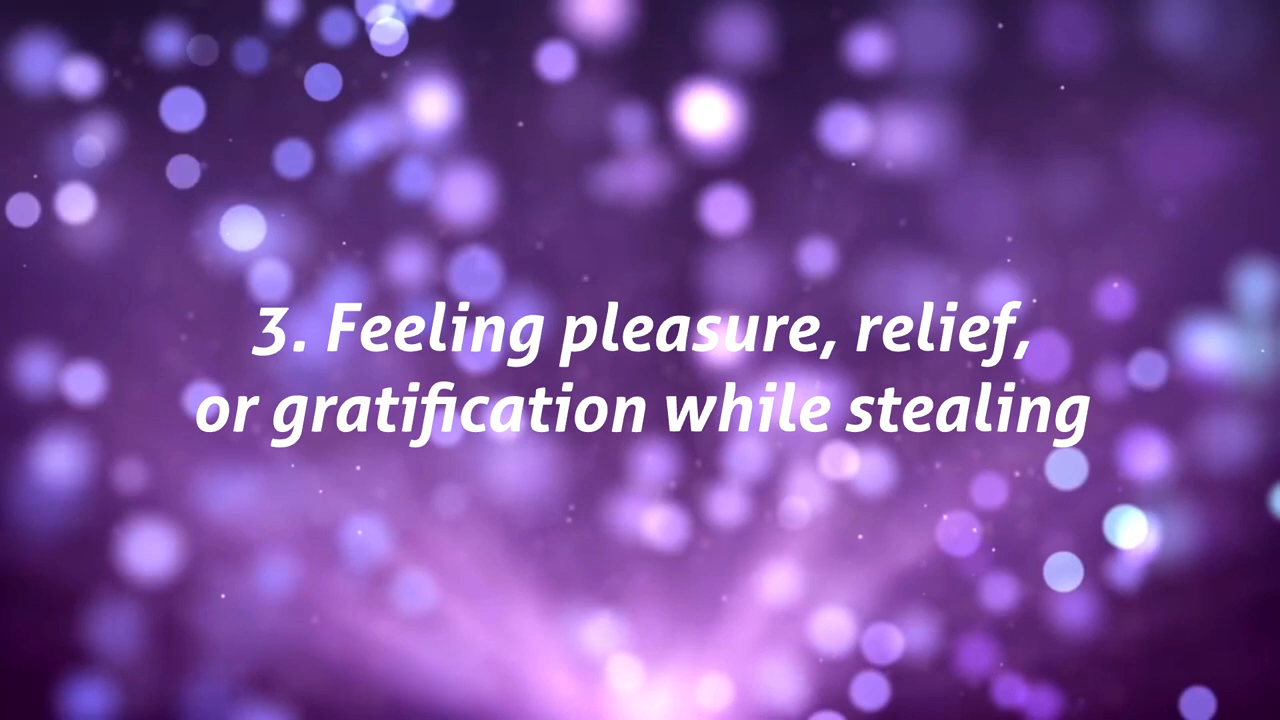 3. Feeling pleasure, relief,
or gratification while stealing